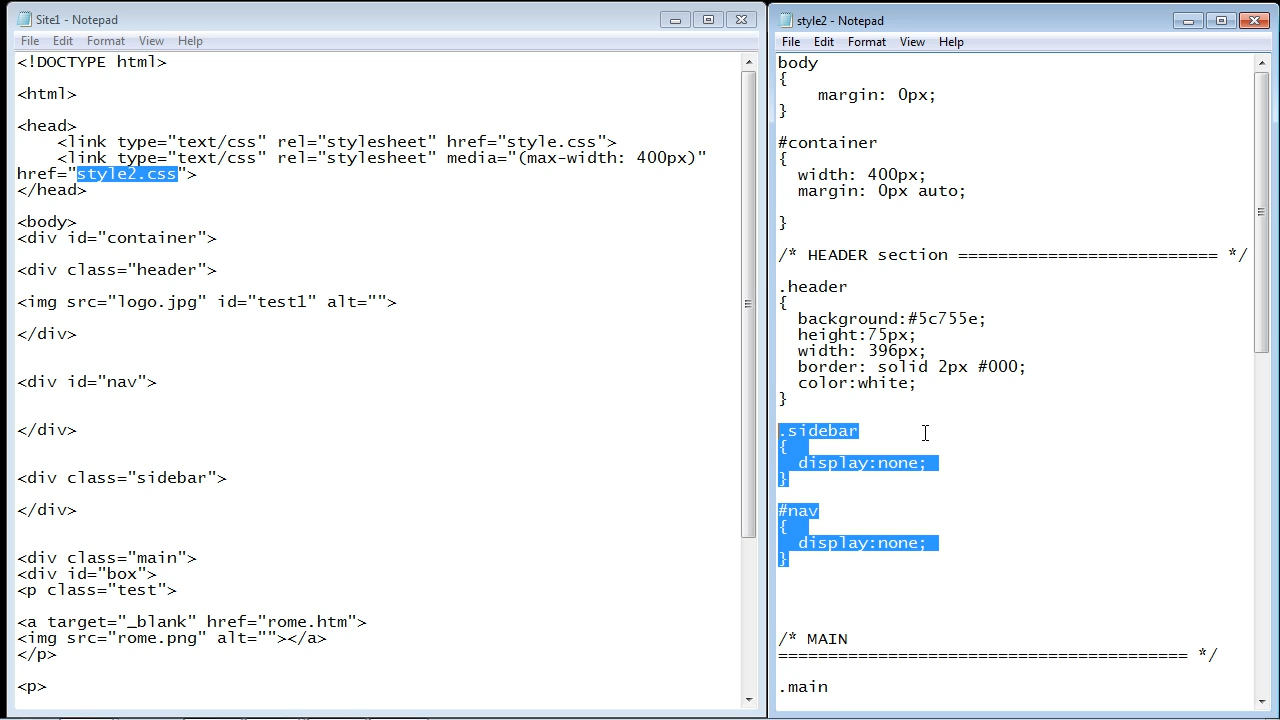 Site1 - Notepad
File Edit Format View Help
<!DOCTYPE html>
<html>
<head>
    <link type="text/css" rel="stylesheet" href="style.css">
    <link type="text/css" rel="stylesheet" media="(max-width: 400px)"
href="style2.css">
</head>
<body>
<div id="container">
<div class="header">
<img src="logo.jpg" id="test1" alt="">
</div>
<div id="nav">
</div>
<div class="sidebar">
</div>
<div class="main">
<div id="box">
<p class="test">
<a target="_blank" href="rome.htm">
<img src="rome.png" alt=""></a>
</p>
<p>
style2 - Notepad
File Edit Format View Help
body
{
    margin: 0px;
}
#container
{
  width: 400px;
  margin: 0px auto;
}
/* HEADER section ========================== */
.header
{
  background:#5c755e;
  height:75px;
  width: 396px;
  border: solid 2px #000;
  color:white;
}
.sidebar
{
  display:none;
}
#nav
{
  display:none;
}
/* MAIN
========================================= */
.main